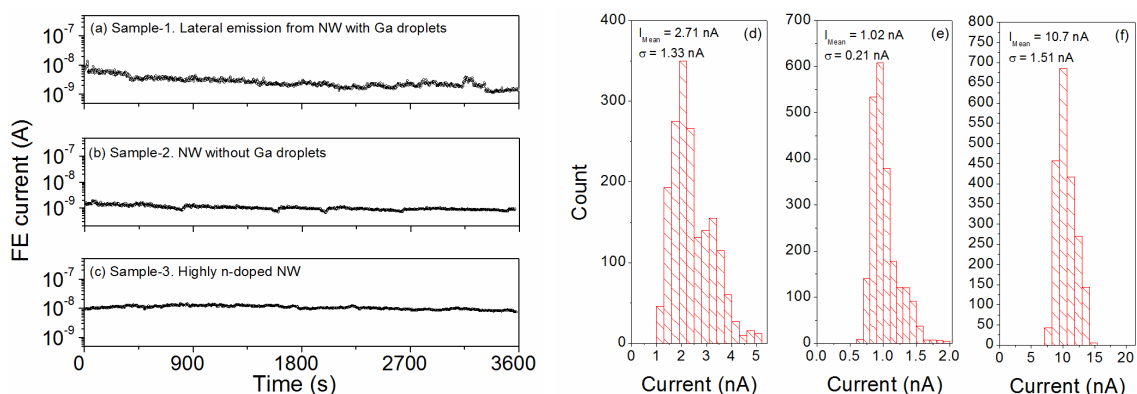 (a) Sample-1. Lateral emission from NW with Ga droplets
10⁻⁷
10⁻⁸
10⁻⁹
(b) Sample-2. NW without Ga droplets
10⁻⁷
10⁻⁸
10⁻⁹
(c) Sample-3. Highly n-doped NW
10⁻⁷
10⁻⁸
10⁻⁹
FE current (A)
0 900 1800 2700 3600
Time (s)
(d)
I_Mean = 2.71 nA
σ = 1.33 nA
400
300
200
100
0
Count
0 1 2 3 4 5
Current (nA)
(e)
I_Mean = 1.02 nA
σ = 0.21 nA
700
600
500
400
300
200
100
0
0.0 0.5 1.0 1.5 2.0
Current (nA)
(f)
I_Mean = 10.7 nA
σ = 1.51 nA
800
750
700
650
600
550
500
450
400
350
300
250
200
150
100
50
0
0 5 10 15 20
Current (nA)